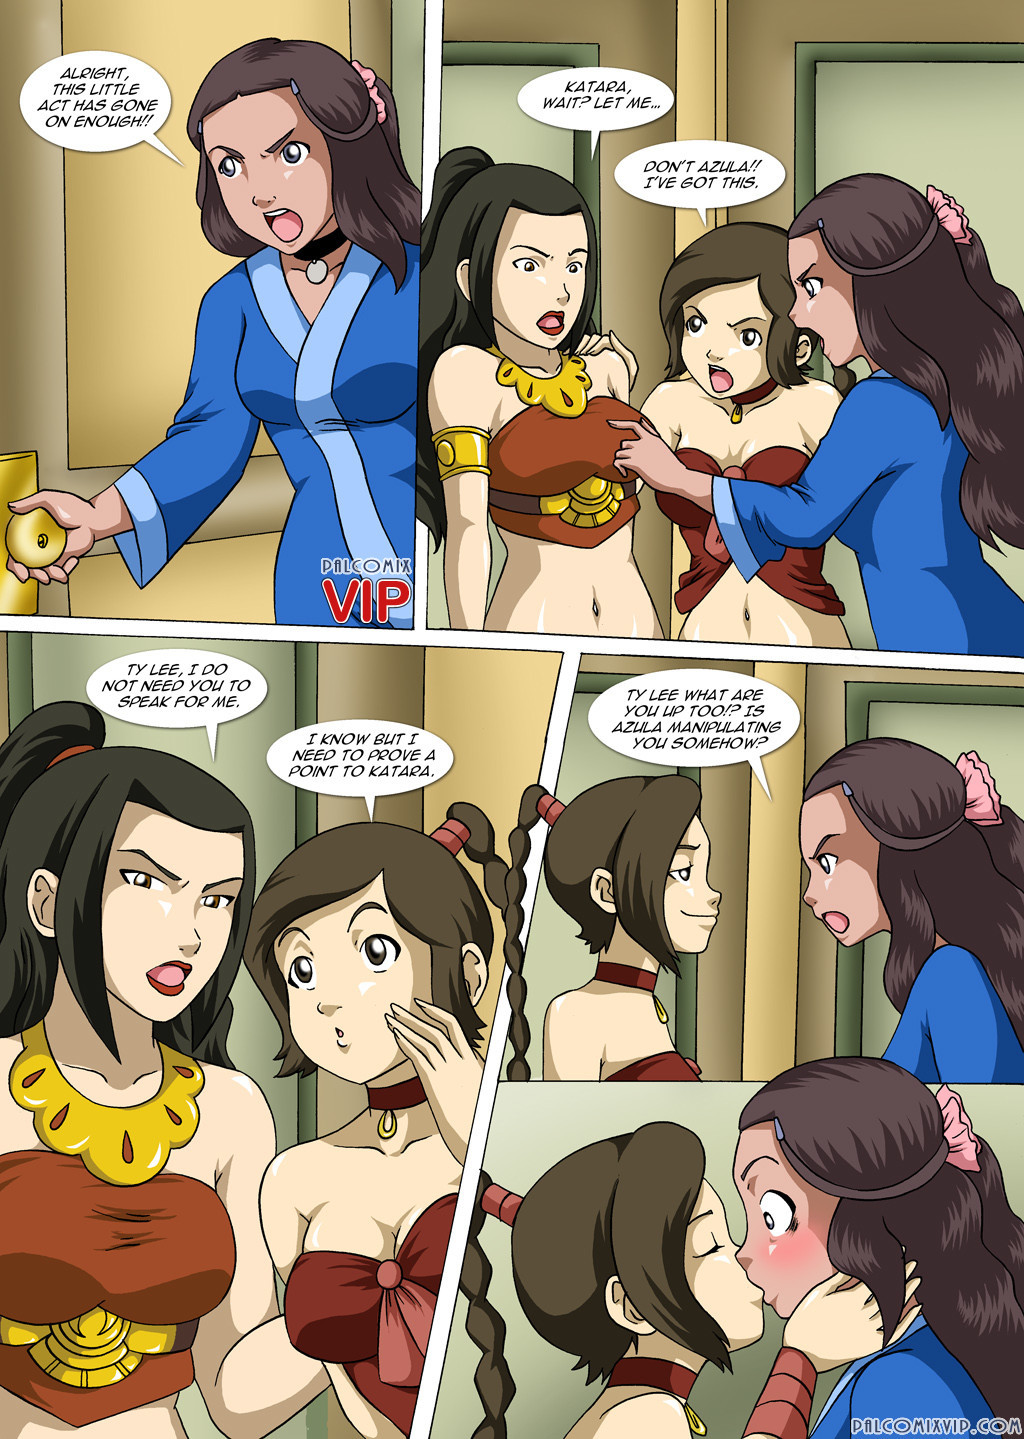 ALRIGHT,
THIS LITTLE
ACT HAS GONE
ON ENOUGH!!
KATARA,
WAIT? LET ME...
DON'T AZULA!!
I'VE GOT THIS.
PALCOMIX
VIP
TY LEE, I DO
NOT NEED YOU TO
SPEAK FOR ME.
I KNOW BUT I
NEED TO PROVE A
POINT TO KATARA.
TY LEE WHAT ARE
YOU UP TOO!? IS
AZULA MANIPULATING
YOU SOMEHOW?
PALCOMIXVIP.COM